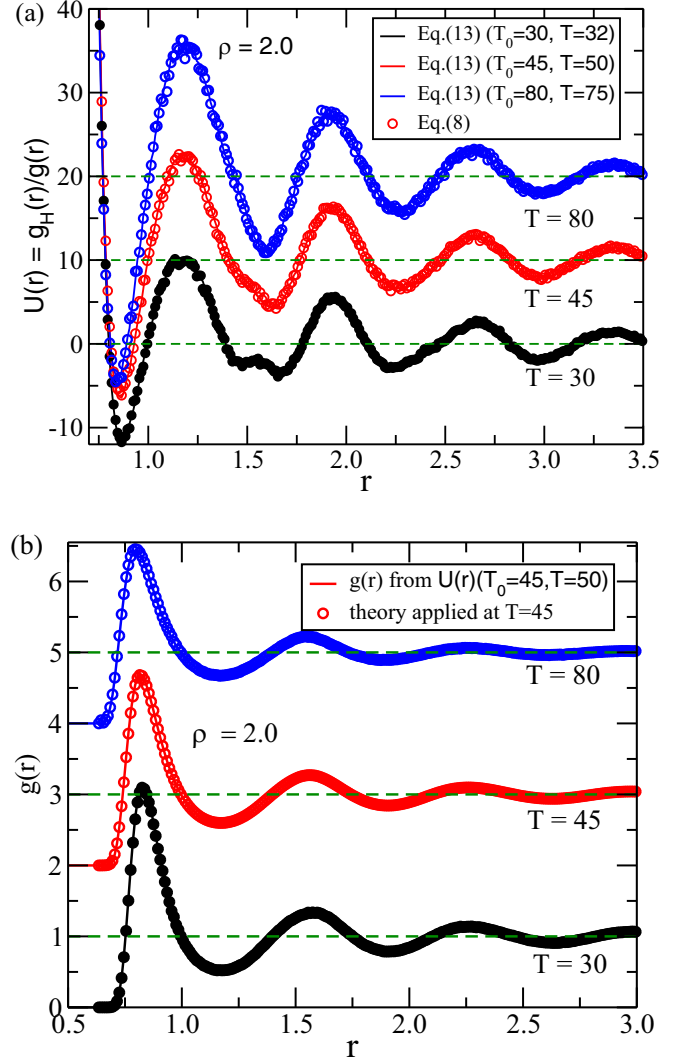 (a)
40
30
20
10
0
-10
U(r) = g_H(r)/g(r)
ρ = 2.0
Eq.(13) (T_0=30, T=32)
Eq.(13) (T_0=45, T=50)
Eq.(13) (T_0=80, T=75)
Eq.(8)
T = 80
T = 45
T = 30
1.0 1.5 2.0 2.5 3.0 3.5
r
(b)
6
5
4
3
2
1
0
g(r)
g(r) from U(r)(T_0=45,T=50)
theory applied at T=45
T = 80
ρ = 2.0
T = 45
T = 30
0.5 1.0 1.5 2.0 2.5 3.0
r